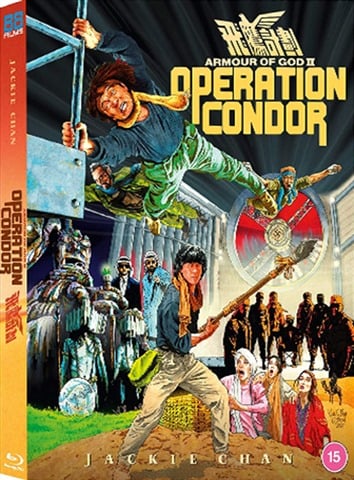 88
FILMS
JACKIE CHAN
OPERATION
CONDOR
飛鷹計劃
飛鷹計劃
ARMOUR OF GOD II
OPERATION
CONDOR
JACKIE CHAN
15